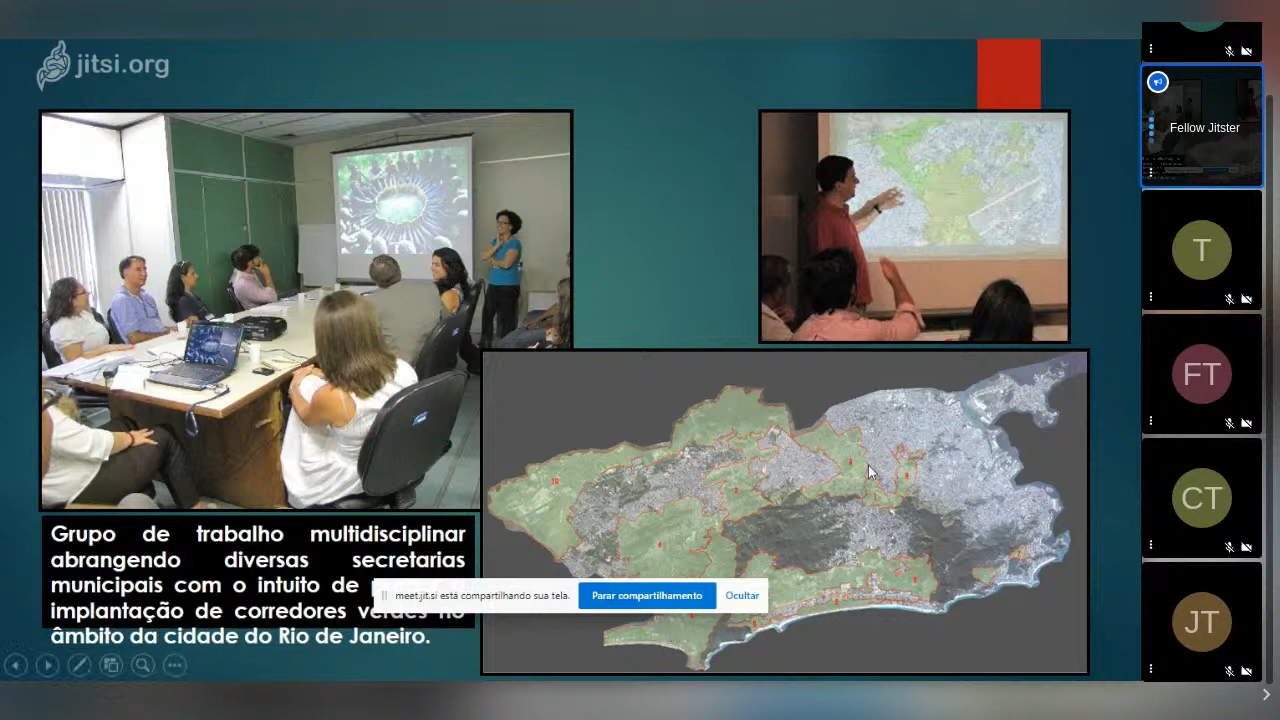 jitsi.org
Fellow Jitster
T
FT
CT
JT
Grupo de trabalho multidisciplinar
abrangendo diversas secretarias
municipais com o intuito de
implantação de corredores verdes no
âmbito da cidade do Rio de Janeiro.
meet.jit.si está compartilhando sua tela.
Parar compartilhamento
Ocultar